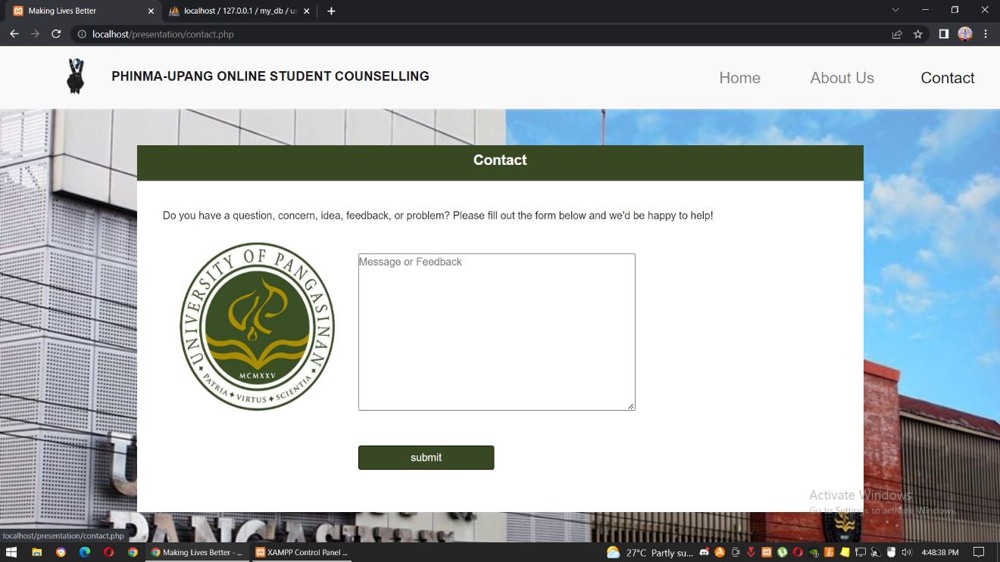 Making Lives Better
localhost / 127.0.0.1 / my_db / us
localhost/presentation/contact.php
PHINMA-UPANG ONLINE STUDENT COUNSELLING
Home
About Us
Contact
Contact
Do you have a question, concern, idea, feedback, or problem? Please fill out the form below and we'd be happy to help!
UNIVERSITY OF PANGASINAN
MCMXXV
PATRIA VIRTUS SCIENTIA
Message or Feedback
submit
Activate Windows
Go to Settings to activate Windows.
U
PANGASINAN
localhost/presentation/contact.php
Making Lives Better - ...
XAMPP Control Panel ...
27°C Partly su...
4:48:38 PM